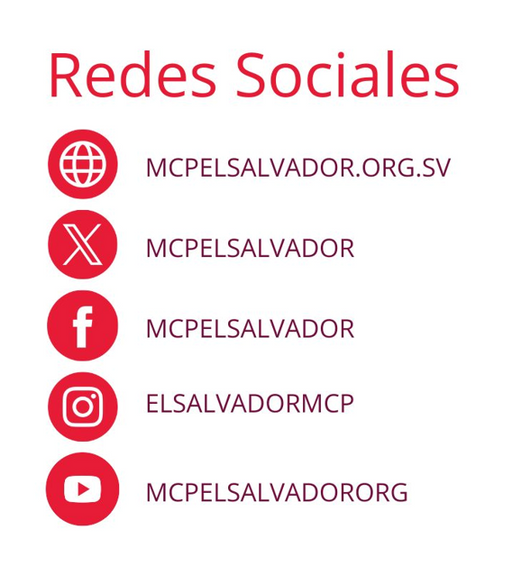 Redes Sociales
MCPELSALVADOR.ORG.SV
MCPELSALVADOR
MCPELSALVADOR
ELSALVADORMCP
MCPELSALVADORORG